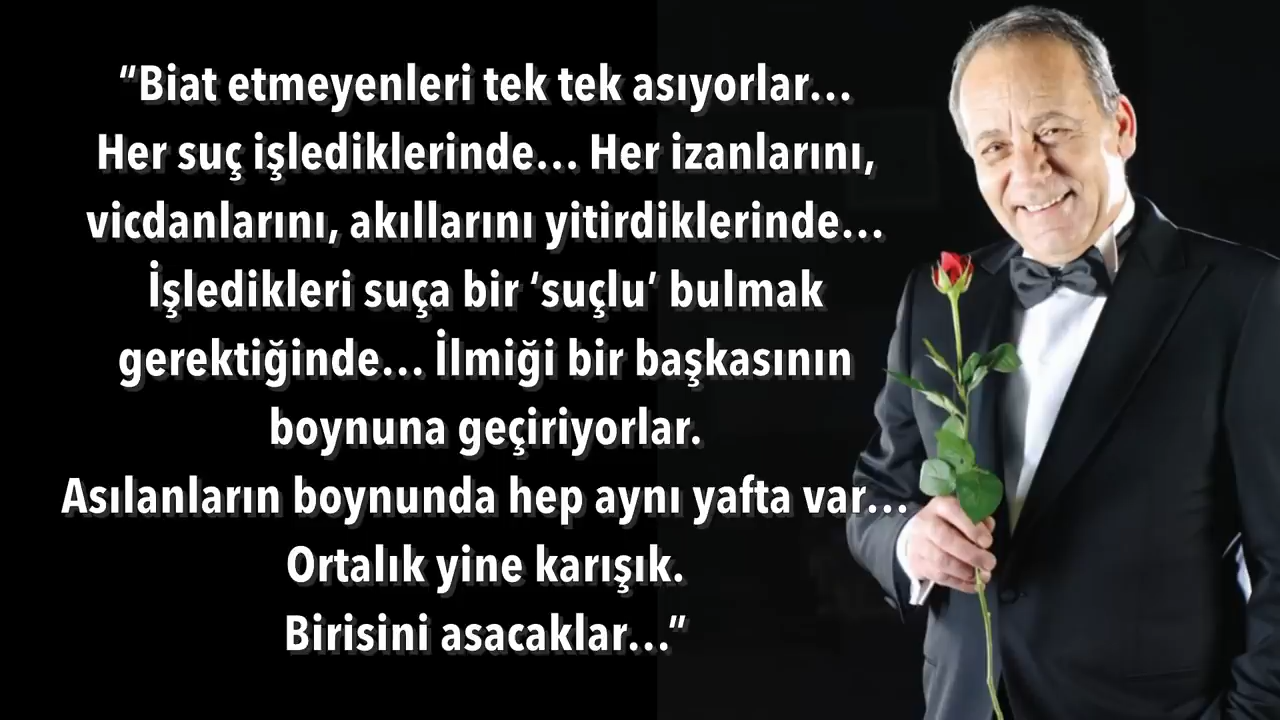 “Biat etmeyenleri tek tek asıyorlar…
Her suç işlediklerinde… Her izanlarını,
vicdanlarını, akıllarını yitirdiklerinde…
İşledikleri suça bir ‘suçlu’ bulmak
gerektiğinde… İlmiği bir başkasının
boynuna geçiriyorlar.
Asılanların boynunda hep aynı yafta var…
Ortalık yine karışık.
Birisini asacaklar…”